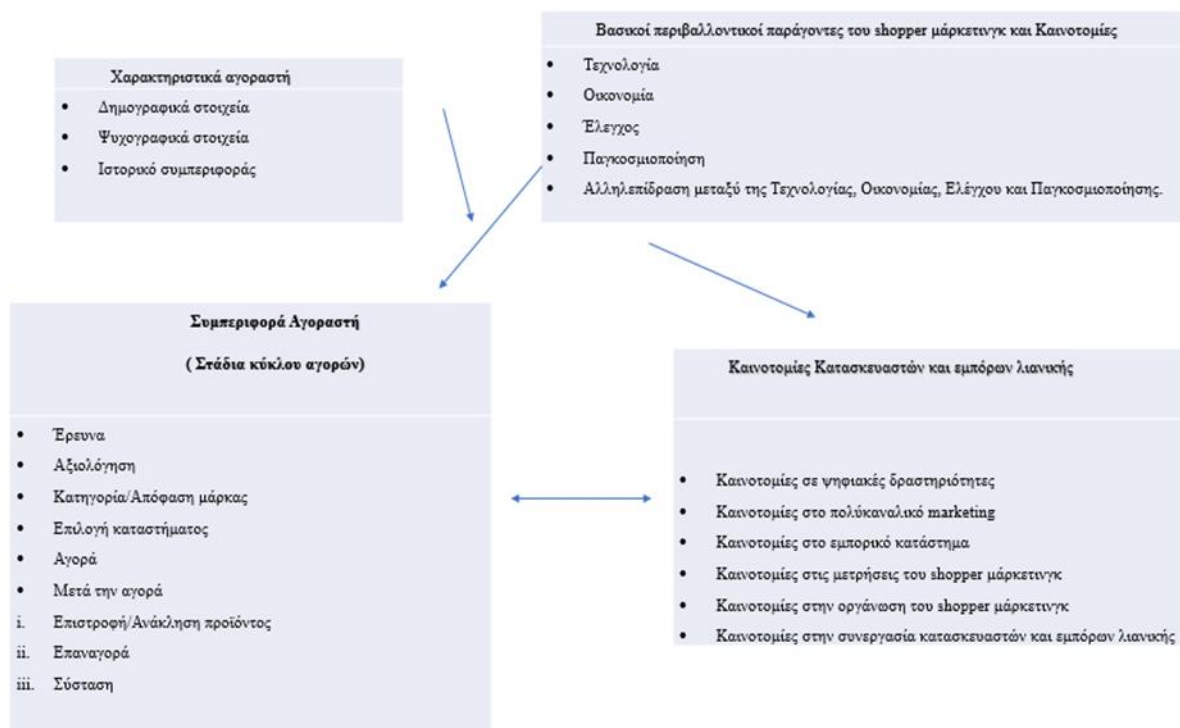 Χαρακτηριστικά αγοραστή
• Δημογραφικά στοιχεία
• Ψυχογραφικά στοιχεία
• Ιστορικό συμπεριφοράς
Βασικοί περιβαλλοντικοί παράγοντες του shopper μάρκετινγκ και Καινοτομίες
• Τεχνολογία
• Οικονομία
• Έλεγχος
• Παγκοσμιοποίηση
• Αλληλεπίδραση μεταξύ της Τεχνολογίας, Οικονομίας, Ελέγχου και Παγκοσμιοποίησης.
Συμπεριφορά Αγοραστή
( Στάδια κύκλου αγορών)
• Έρευνα
• Αξιολόγηση
• Κατηγορία/Απόφαση μάρκας
• Επιλογή καταστήματος
• Αγορά
• Μετά την αγορά
i. Επιστροφή/Ανάκληση προϊόντος
ii. Επαναγορά
iii. Σύσταση
Καινοτομίες Κατασκευαστών και εμπόρων λιανικής
• Καινοτομίες σε ψηφιακές δραστηριότητες
• Καινοτομίες στο πολύκαναλικό marketing
• Καινοτομίες στο εμπορικό κατάστημα
• Καινοτομίες στις μετρήσεις του shopper μάρκετινγκ
• Καινοτομίες στην οργάνωση του shopper μάρκετινγκ
• Καινοτομίες στην συνεργασία κατασκευαστών και εμπόρων λιανικής